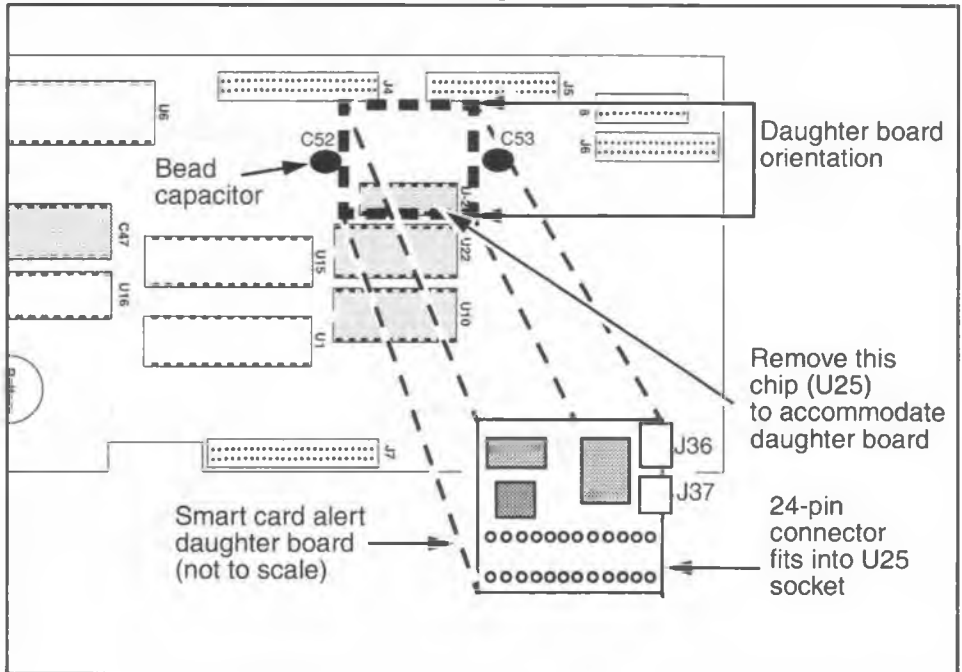 J4
J5
8
J6
U6
C52
C53
Daughter board
orientation
Bead
capacitor
C47
U15
U22
U16
U10
U1
Remove this
chip (U25)
to accommodate
daughter board
J7
J36
J37
Smart card alert
daughter board
(not to scale)
24-pin
connector
fits into U25
socket